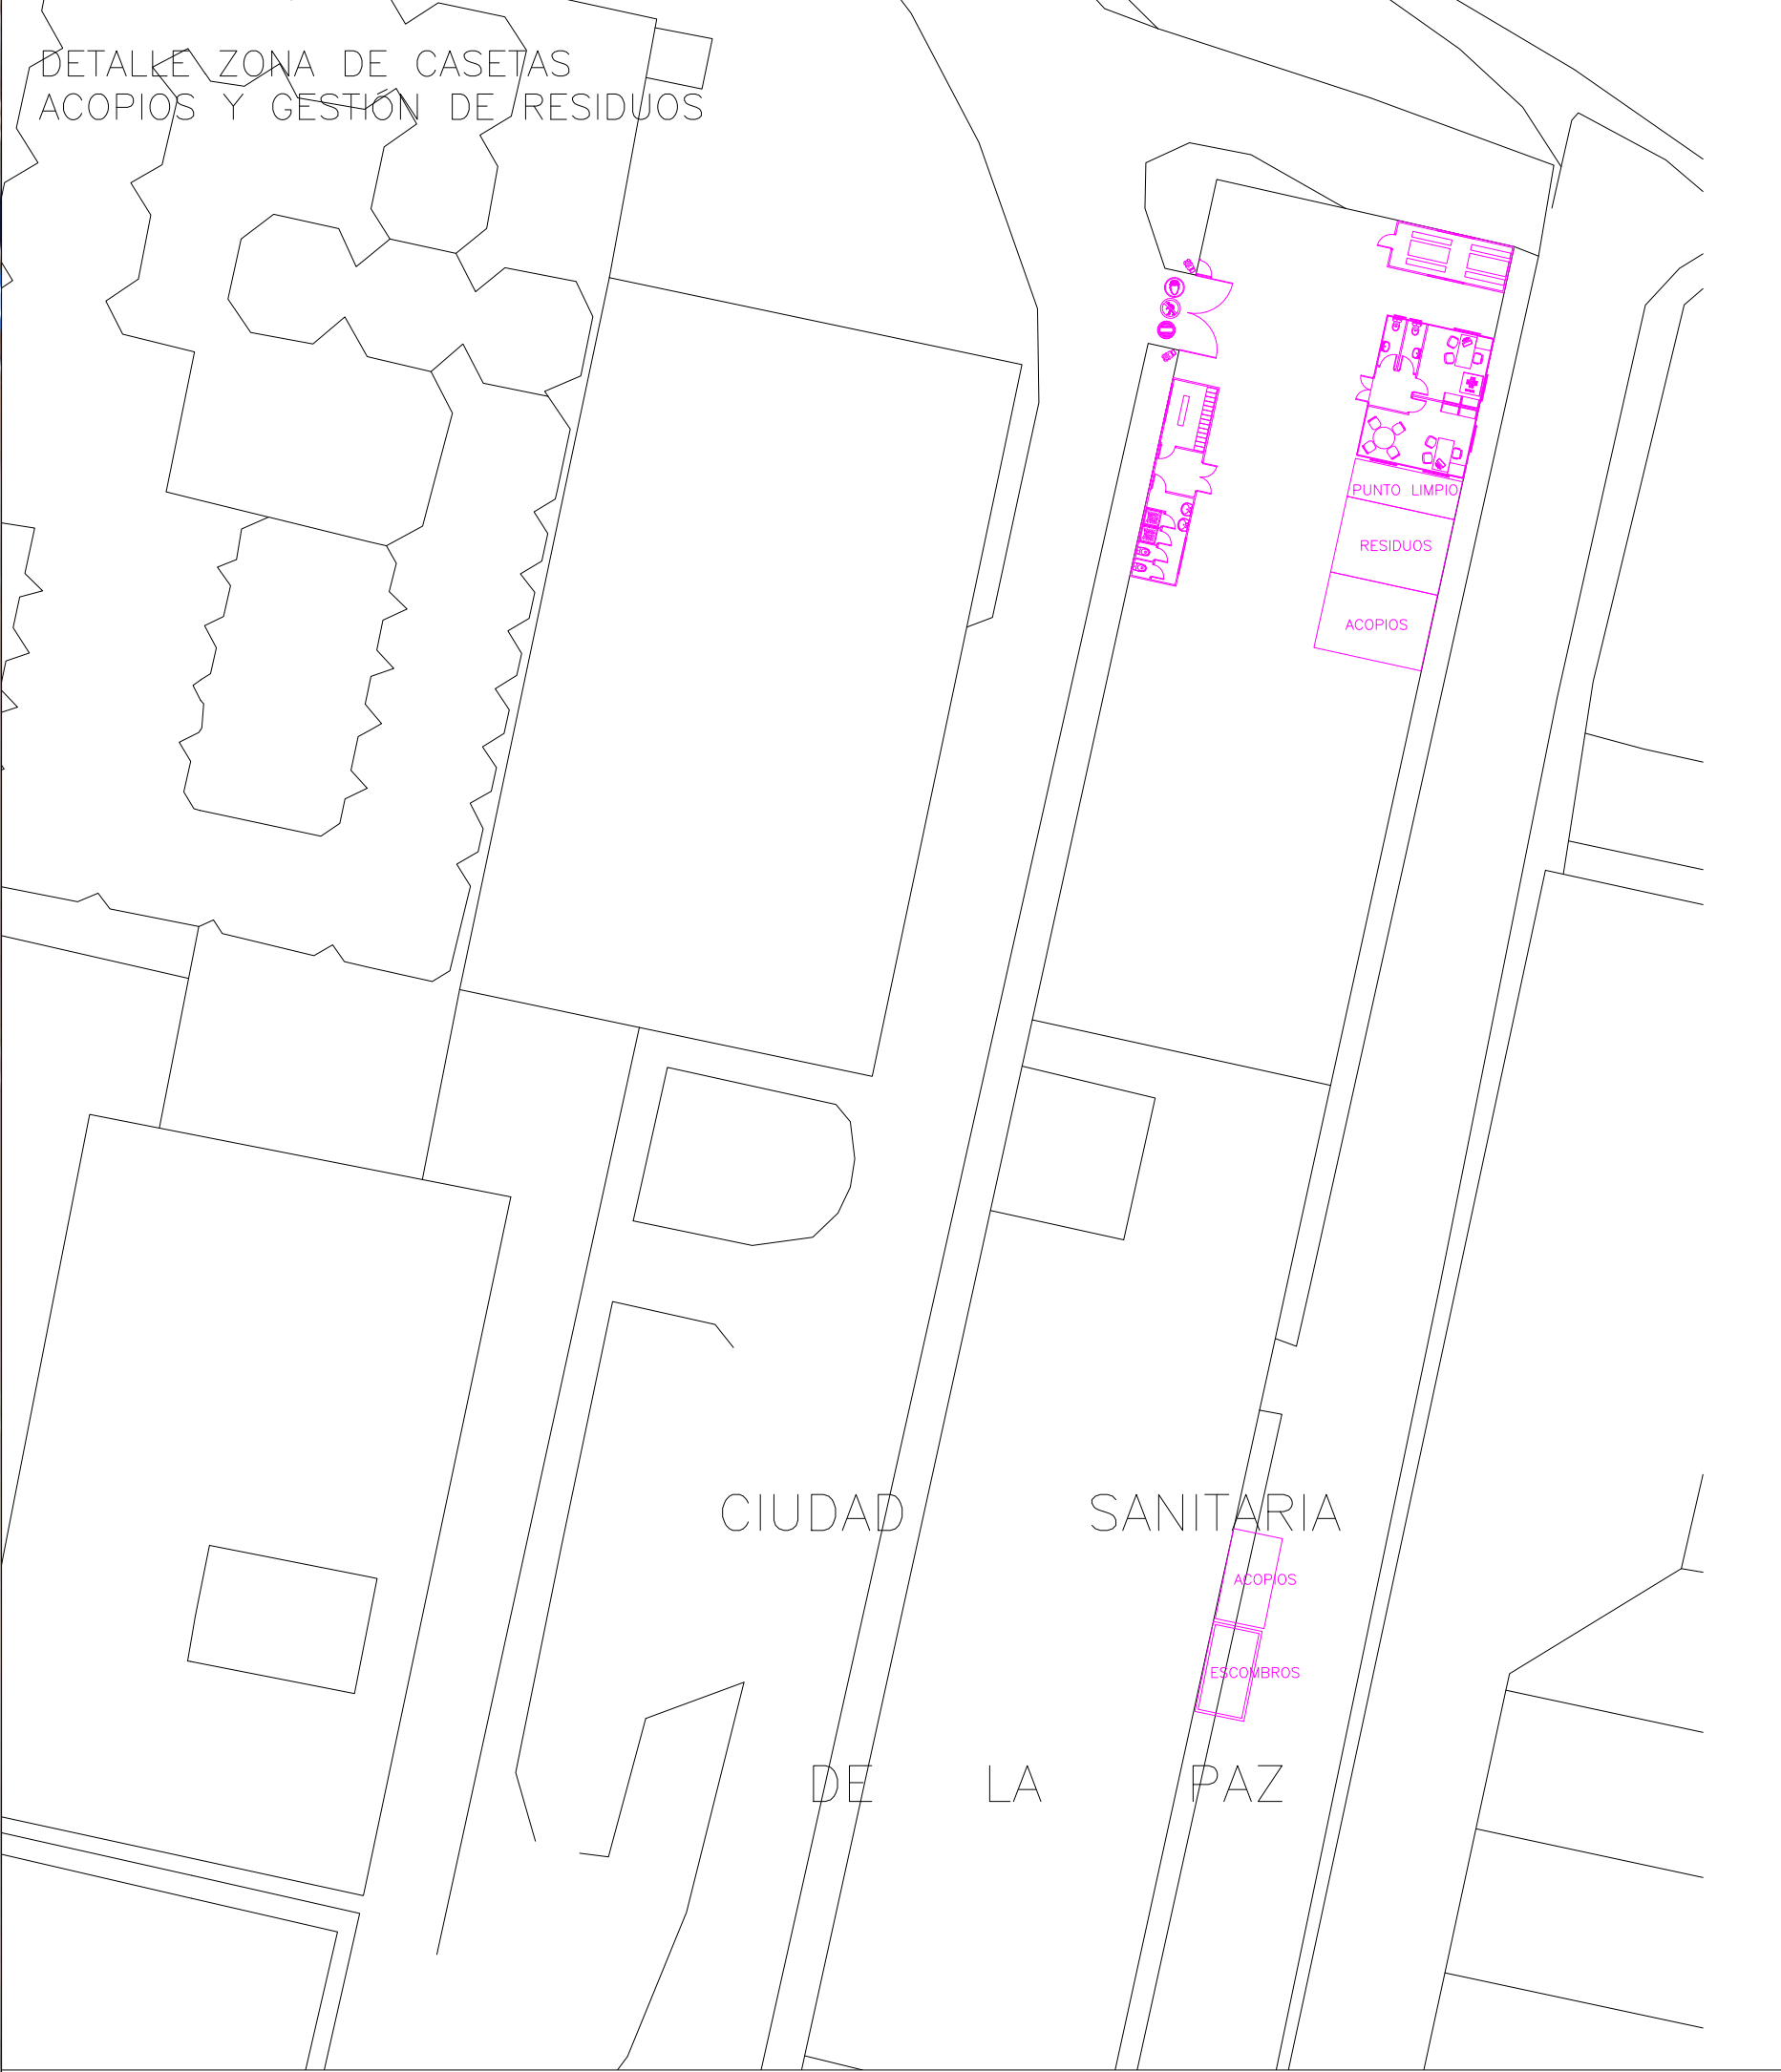 DETALLE ZONA DE CASETAS
ACOPIOS Y GESTIÓN DE RESIDUOS
PUNTO LIMPIO
RESIDUOS
ACOPIOS
CIUDAD SANITARIA
ACOPIOS
ESCOMBROS
DE LA PAZ